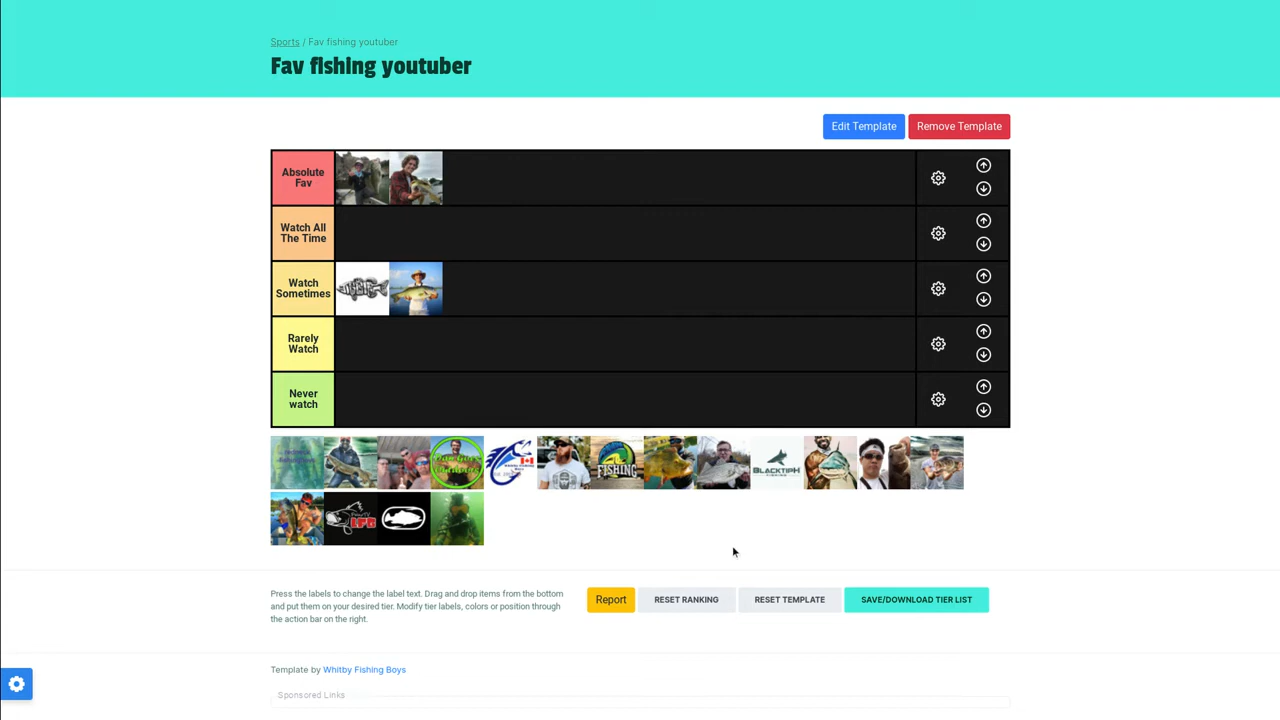 Sports / Fav fishing youtuber
Fav fishing youtuber
Edit Template
Remove Template
Absolute
Fav
Watch All
The Time
Watch
Sometimes
Rarely
Watch
Never
watch
FISHING
BLACKTIPH
LFG
Press the labels to change the label text. Drag and drop items from the bottom
and put them on your desired tier. Modify tier labels, colors or position through
the action bar on the right.
Report
RESET RANKING
RESET TEMPLATE
SAVE/DOWNLOAD TIER LIST
Template by Whitby Fishing Boys
Sponsored Links